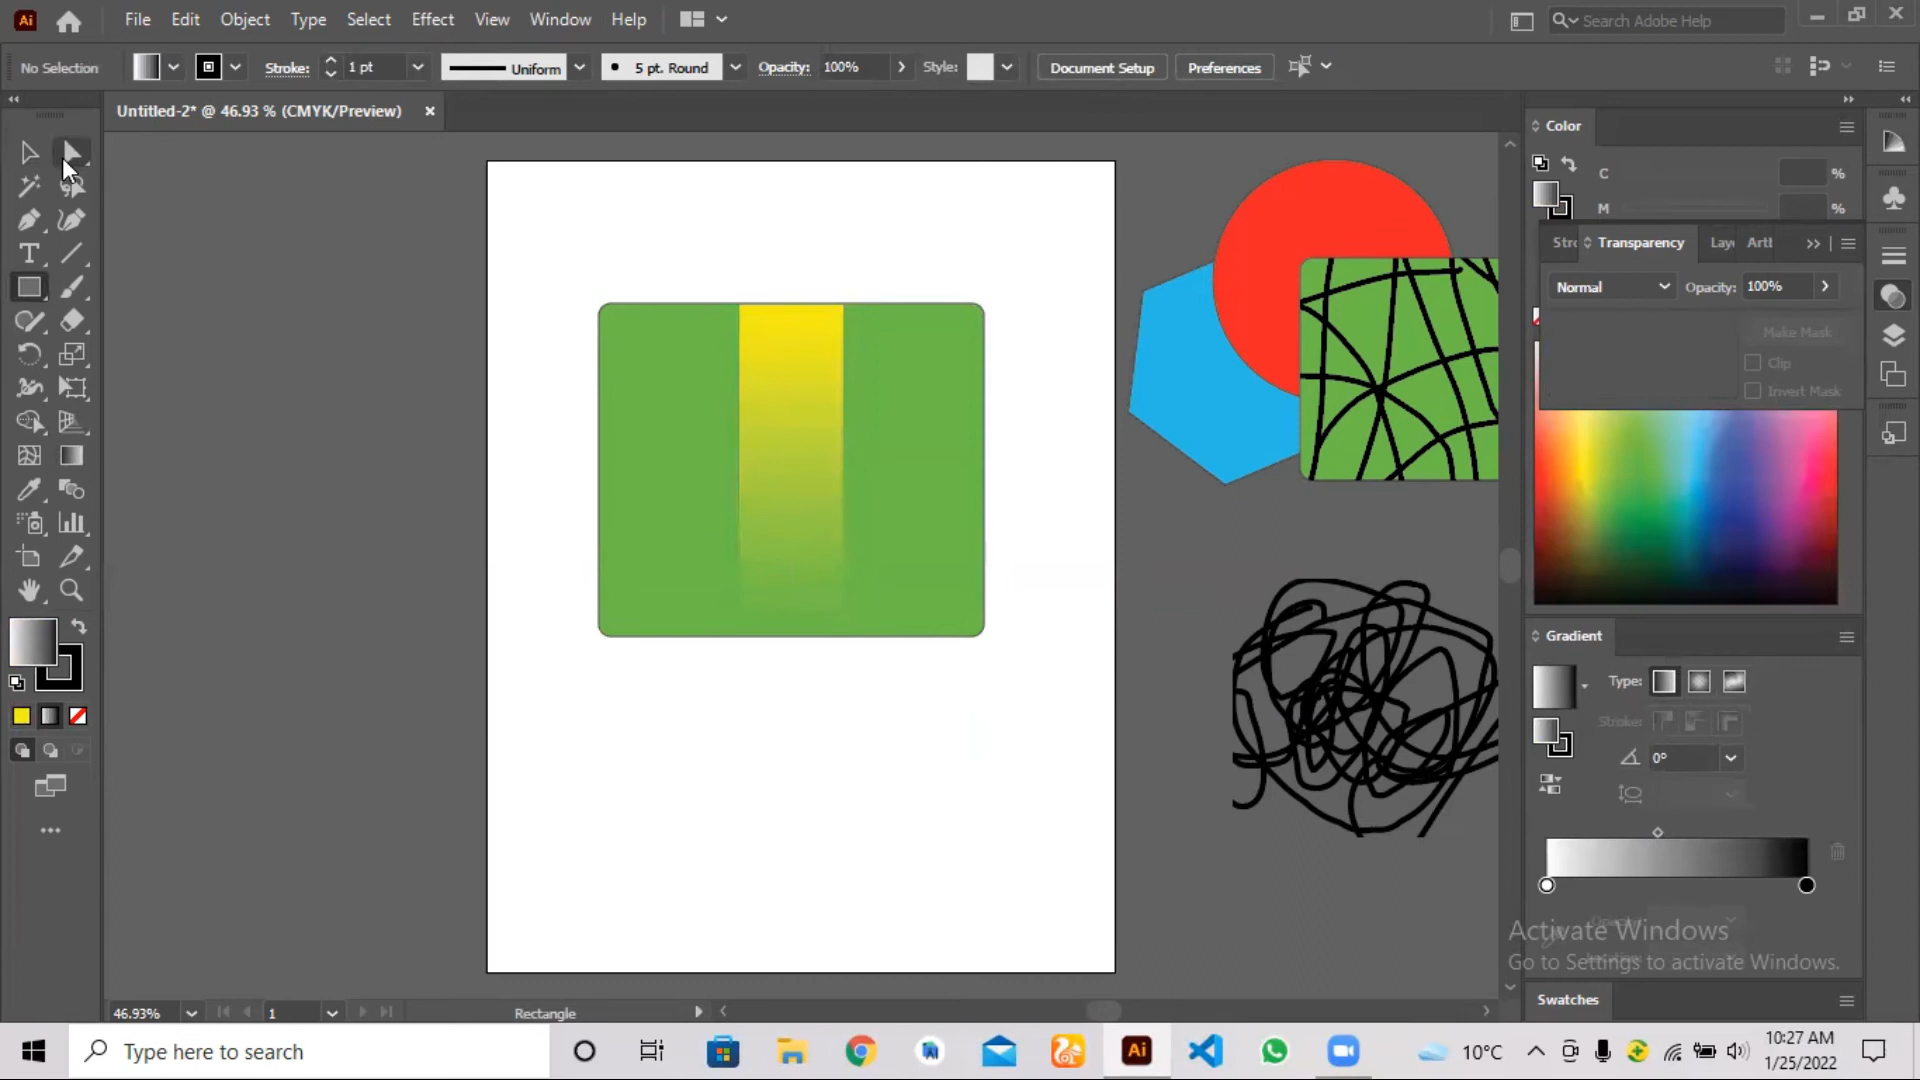 Ai File Edit Object Type Select Effect View Window Help Search Adobe Help
No Selection Stroke: 1 pt Uniform 5 pt. Round Opacity: 100% Style: Document Setup Preferences
Untitled-2* @ 46.93 % (CMYK/Preview)
Color
C %
M %
Transparency Artl
Normal Opacity: 100%
Make Mask
Clip
Invert Mask
Gradient
Type:
Stroke:
0°
Activate Windows
Go to Settings to activate Windows.
Swatches
46.93% 1 Rectangle
Type here to search
Ai
10°C
10:27 AM
1/25/2022